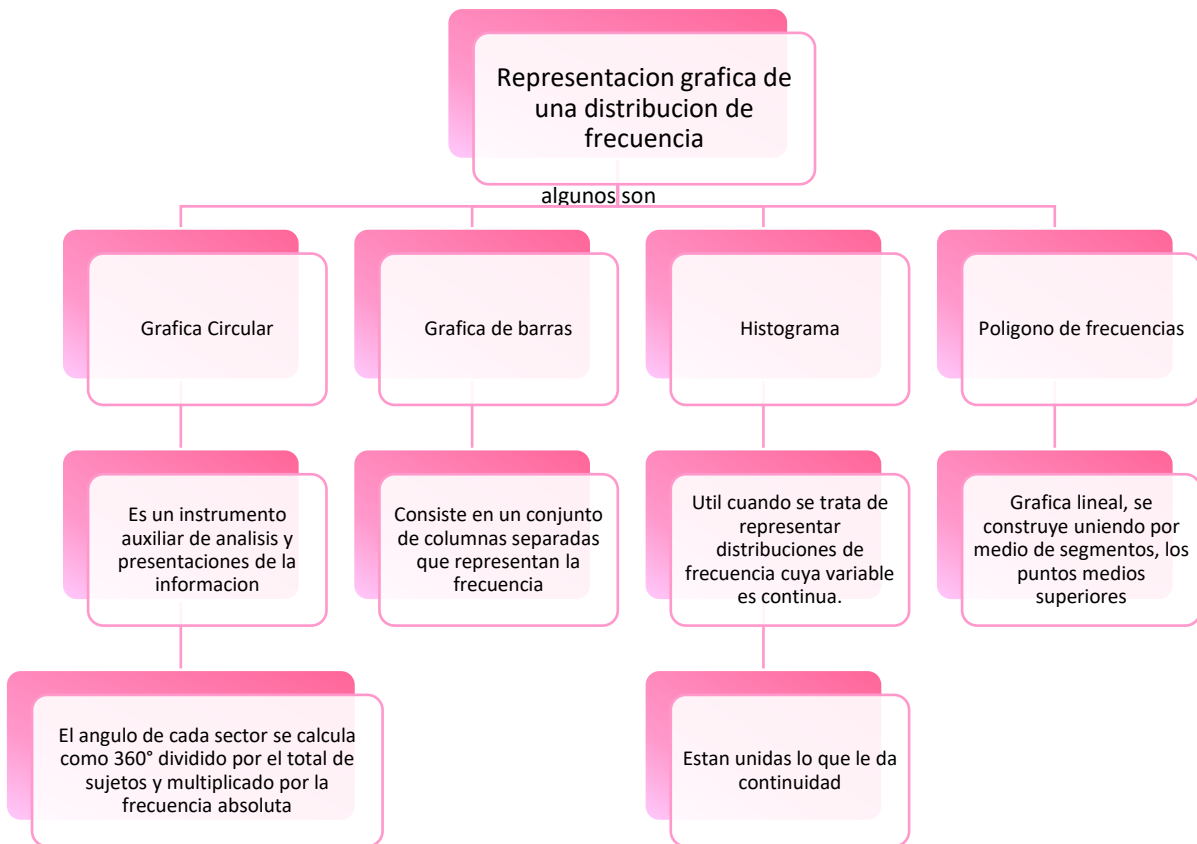 Representacion grafica de
una distribucion de
frecuencia
algunos son
Grafica Circular
Grafica de barras
Histograma
Poligono de frecuencias
Es un instrumento
auxiliar de analisis y
presentaciones de la
informacion
Consiste en un conjunto
de columnas separadas
que representan la
frecuencia
Util cuando se trata de
representar
distribuciones de
frecuencia cuya variable
es continua.
Grafica lineal, se
construye uniendo por
medio de segmentos, los
puntos medios
superiores
El angulo de cada sector se calcula
como 360° dividido por el total de
sujetos y multiplicado por la
frecuencia absoluta
Estan unidas lo que le da
continuidad